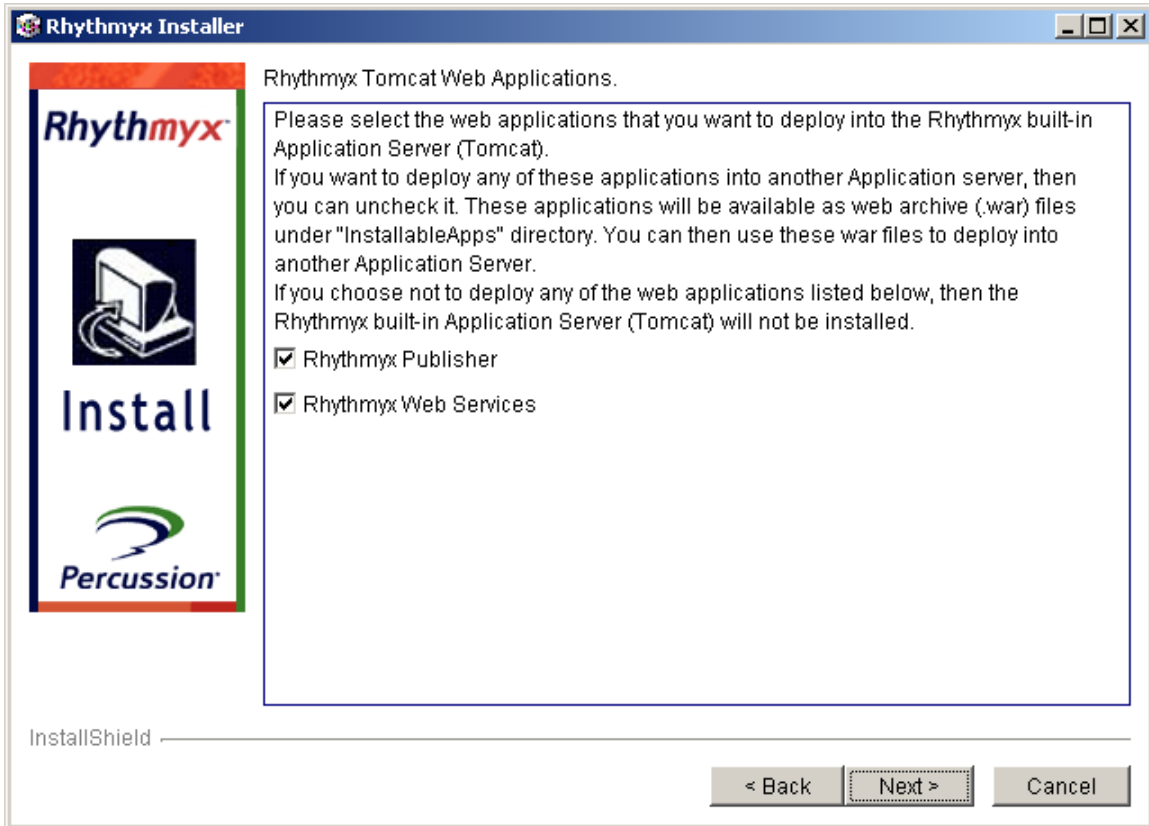 Rhythmyx Installer
Rhythmyx
Install
Percussion
Rhythmyx Tomcat Web Applications.
Please select the web applications that you want to deploy into the Rhythmyx built-in
Application Server (Tomcat).
If you want to deploy any of these applications into another Application server, then
you can uncheck it. These applications will be available as web archive (.war) files
under "InstallableApps" directory. You can then use these war files to deploy into
another Application Server.
If you choose not to deploy any of the web applications listed below, then the
Rhythmyx built-in Application Server (Tomcat) will not be installed.
Rhythmyx Publisher
Rhythmyx Web Services
InstallShield
< Back
Next >
Cancel